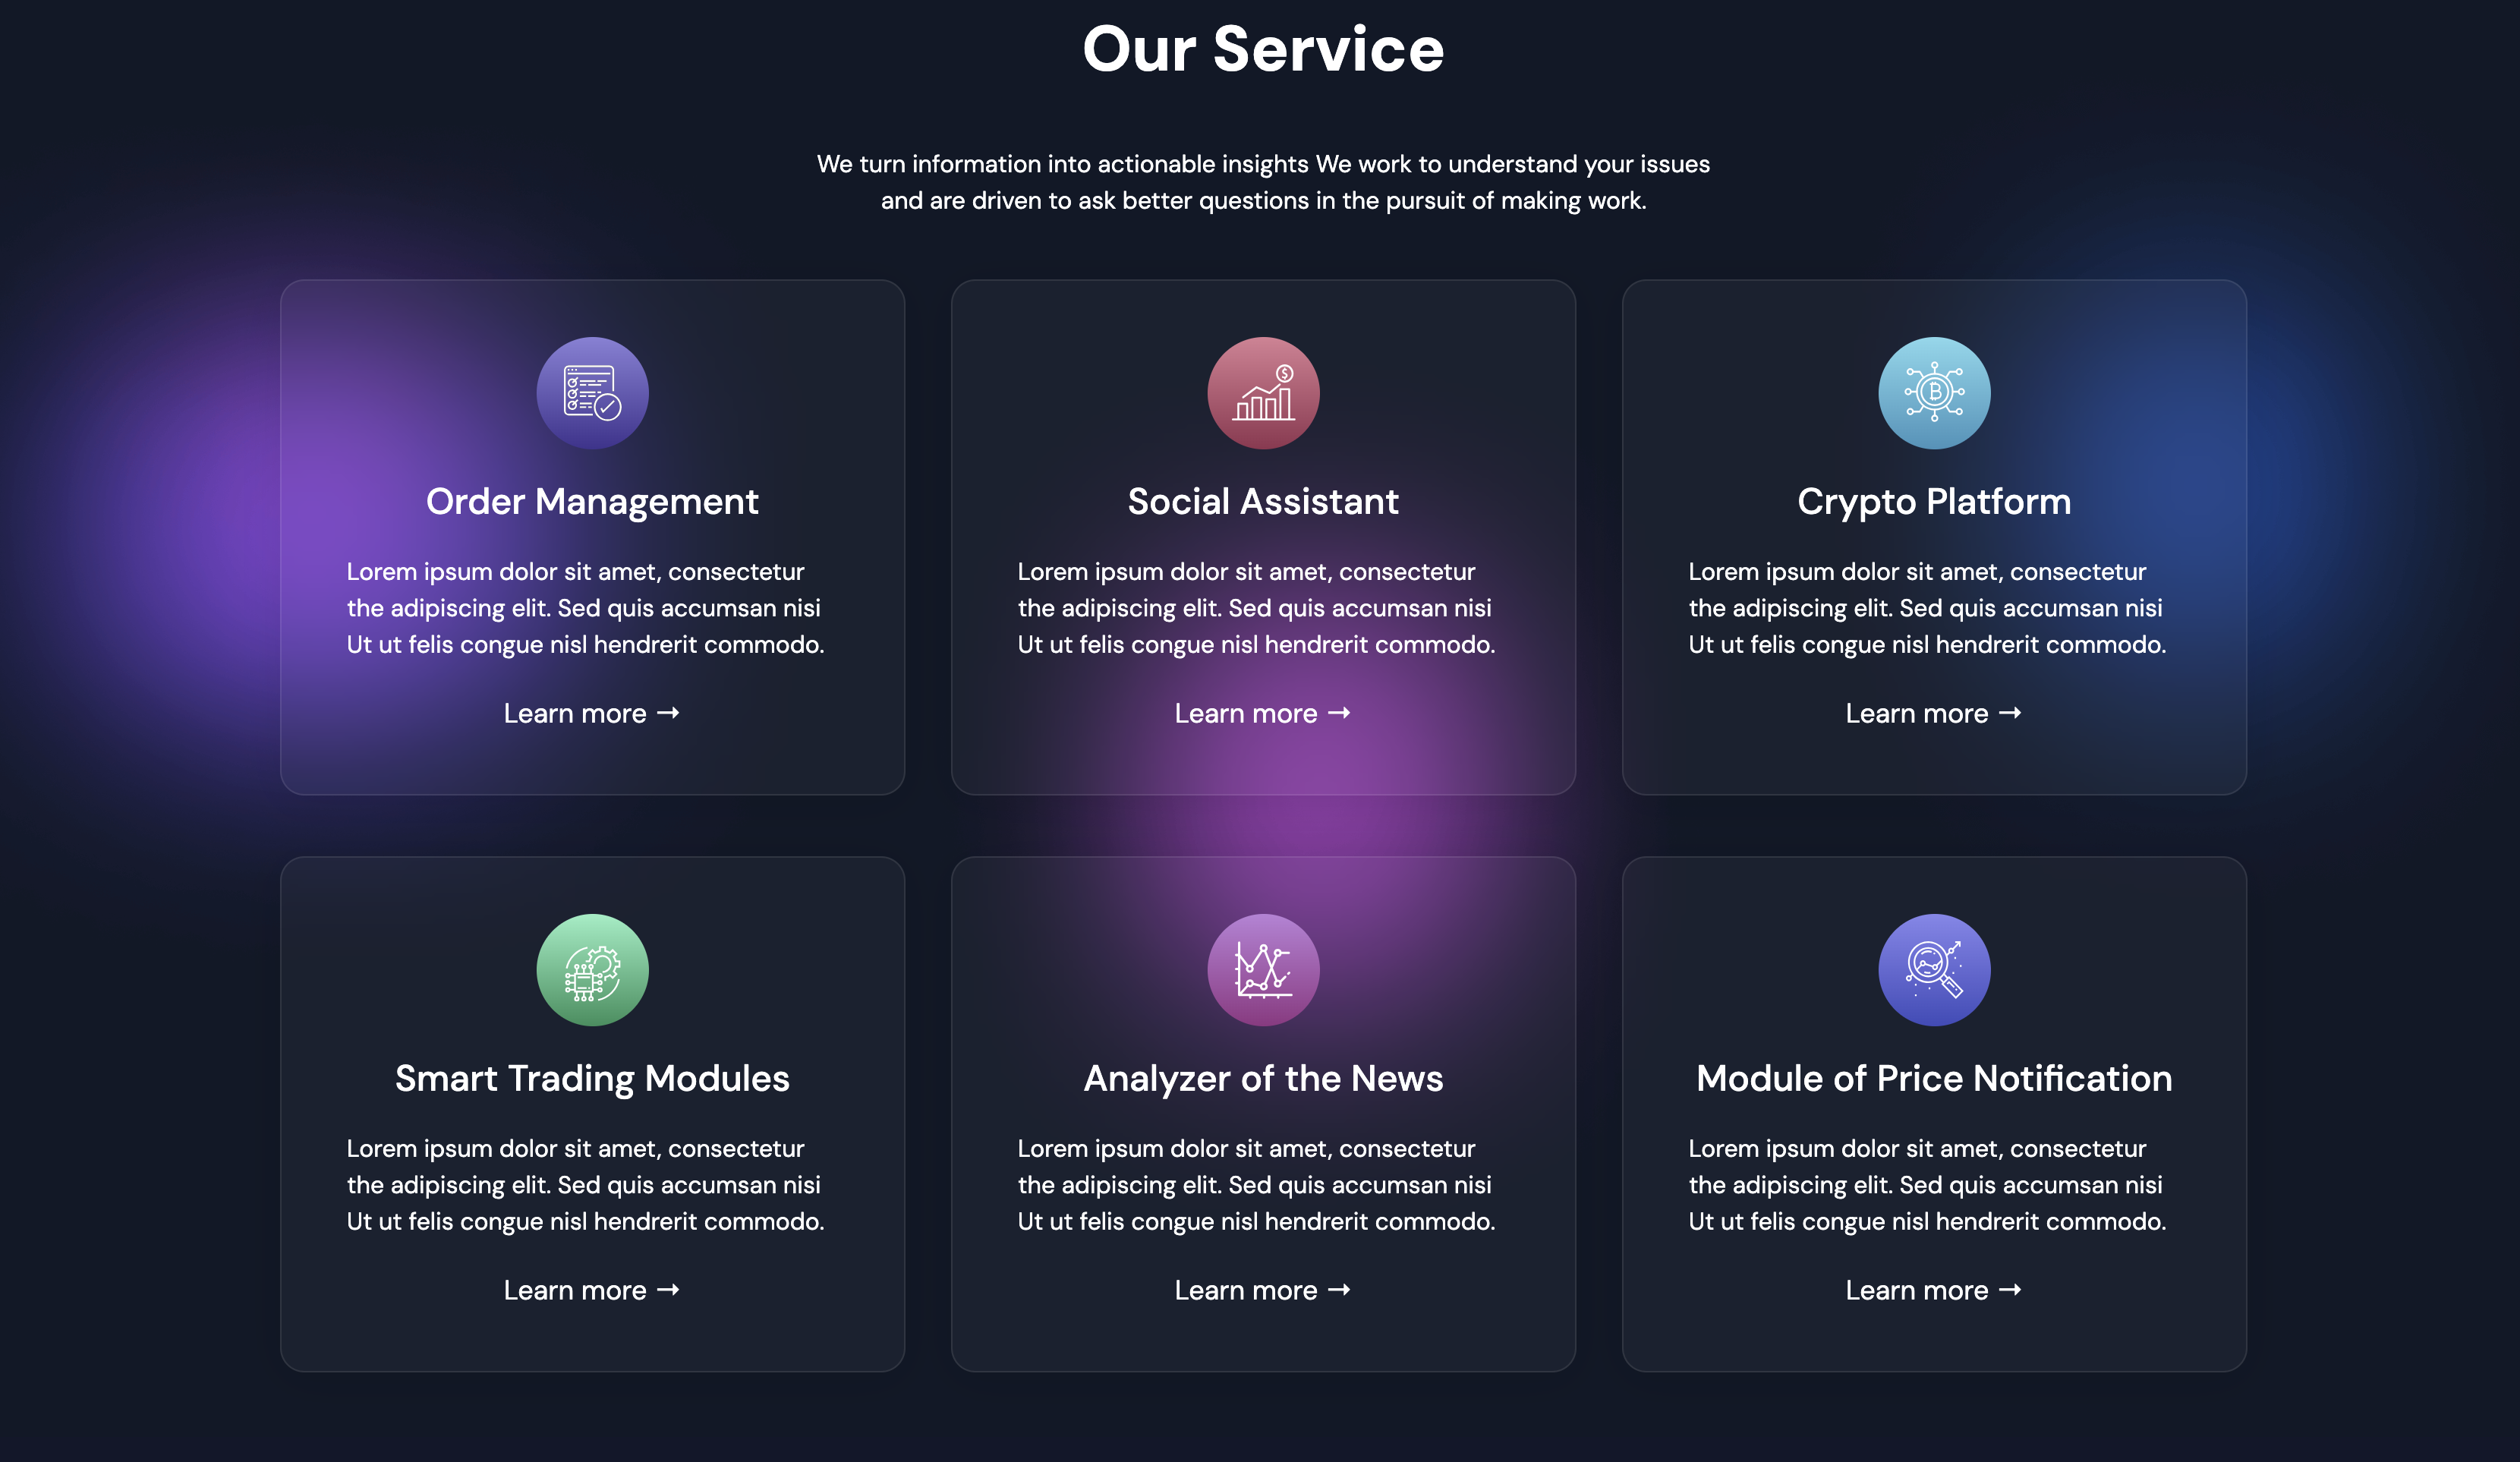 Our Service
We turn information into actionable insights We work to understand your issues
and are driven to ask better questions in the pursuit of making work.
Order Management
Lorem ipsum dolor sit amet, consectetur
the adipiscing elit. Sed quis accumsan nisi
Ut ut felis congue nisl hendrerit commodo.
Learn more →
Social Assistant
Lorem ipsum dolor sit amet, consectetur
the adipiscing elit. Sed quis accumsan nisi
Ut ut felis congue nisl hendrerit commodo.
Learn more →
Crypto Platform
Lorem ipsum dolor sit amet, consectetur
the adipiscing elit. Sed quis accumsan nisi
Ut ut felis congue nisl hendrerit commodo.
Learn more →
Smart Trading Modules
Lorem ipsum dolor sit amet, consectetur
the adipiscing elit. Sed quis accumsan nisi
Ut ut felis congue nisl hendrerit commodo.
Learn more →
Analyzer of the News
Lorem ipsum dolor sit amet, consectetur
the adipiscing elit. Sed quis accumsan nisi
Ut ut felis congue nisl hendrerit commodo.
Learn more →
Module of Price Notification
Lorem ipsum dolor sit amet, consectetur
the adipiscing elit. Sed quis accumsan nisi
Ut ut felis congue nisl hendrerit commodo.
Learn more →